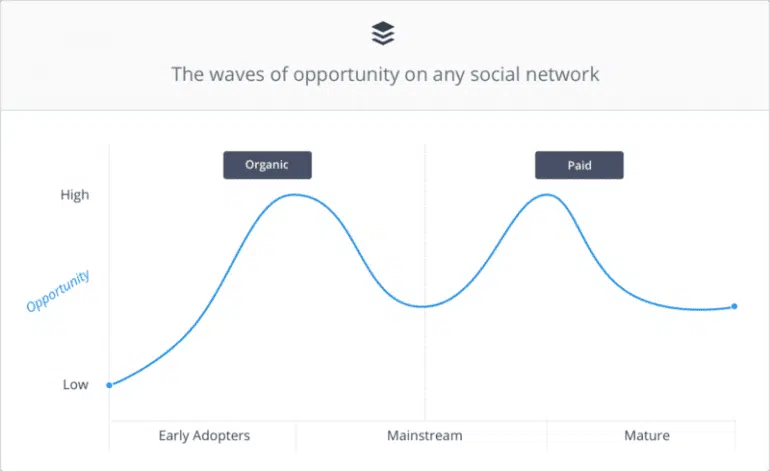 The waves of opportunity on any social network
Organic
Paid
High
Opportunity
Low
Early Adopters
Mainstream
Mature